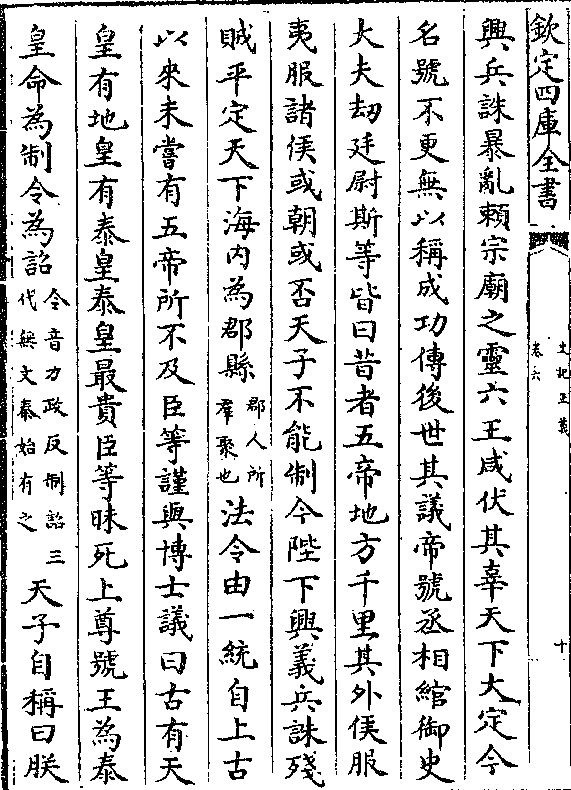 欽定四庫全書
史記正義
卷六
十
興兵誅暴亂頼宗廟之靈六王咸伏其辜天下大定今
名號不更無以稱成功傳後世其議帝號丞相綰御史
大夫劫廷尉斯等皆曰昔者五帝地方千里其外侯服
夷服諸侯或朝或否天子不能制今陛下興義兵誅殘
賊平定天下海内為郡縣郡人所羣聚也法令由一統自上古
以來未嘗有五帝所不及臣等謹與博士議曰古有天
皇有地皇有泰皇泰皇最貴臣等昧死上尊號王為泰
皇命為制令為詔令音力政反制詔三代無文秦始有之天子自稱曰朕